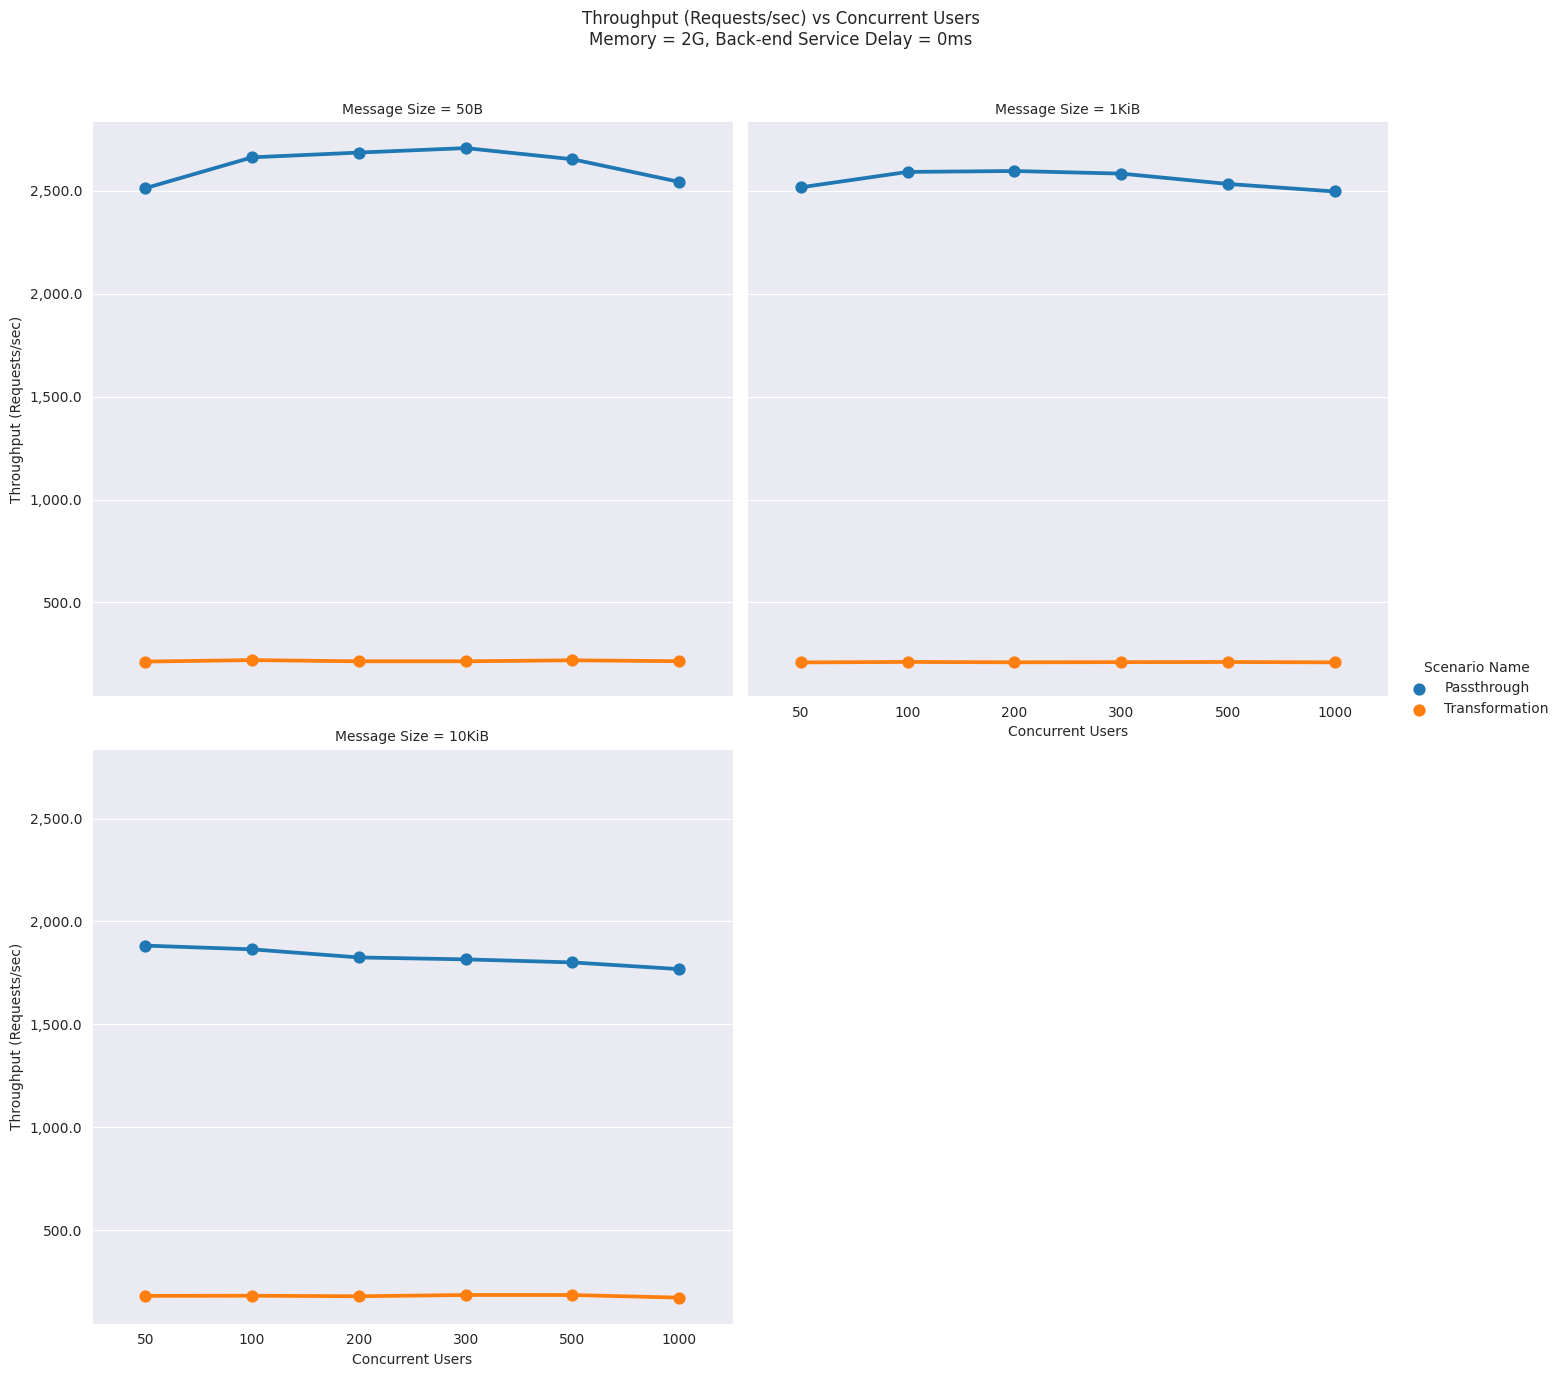 Throughput (Requests/sec) vs Concurrent Users
Memory = 2G, Back-end Service Delay = 0ms
Message Size = 50B
Message Size = 1KiB
2,500.0
2,000.0
1,500.0
1,000.0
500.0
Throughput (Requests/sec)
50 100 200 300 500 1000
Concurrent Users
Scenario Name
Passthrough
Transformation
Message Size = 10KiB
2,500.0
2,000.0
1,500.0
1,000.0
500.0
Throughput (Requests/sec)
50 100 200 300 500 1000
Concurrent Users